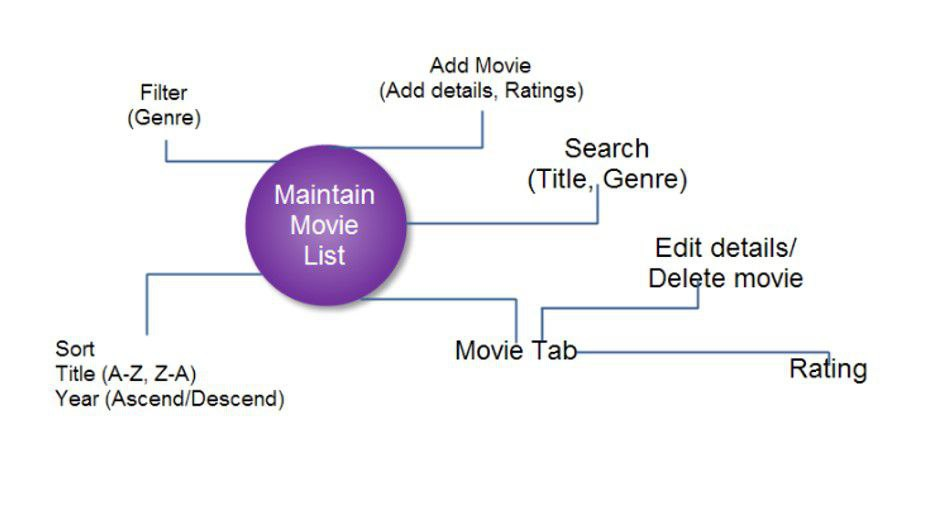 Add Movie
(Add details, Ratings)
Filter
(Genre)
Search
(Title, Genre)
Maintain
Movie
List
Edit details/
Delete movie
Movie Tab
Rating
Sort
Title (A-Z, Z-A)
Year (Ascend/Descend)